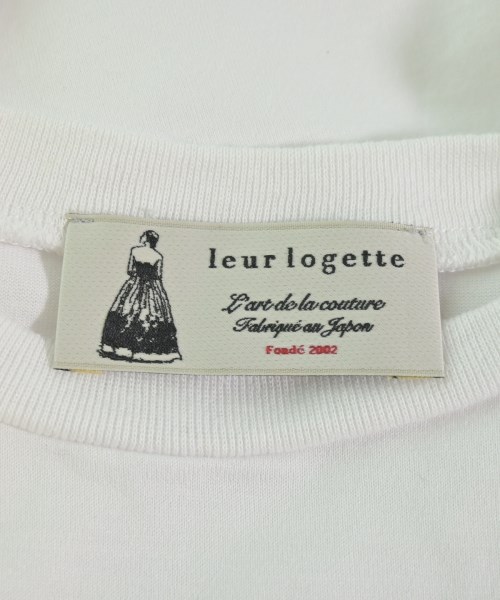 leur logette
L'art de la couture
Fabriqué au Japon
Fondé 2002